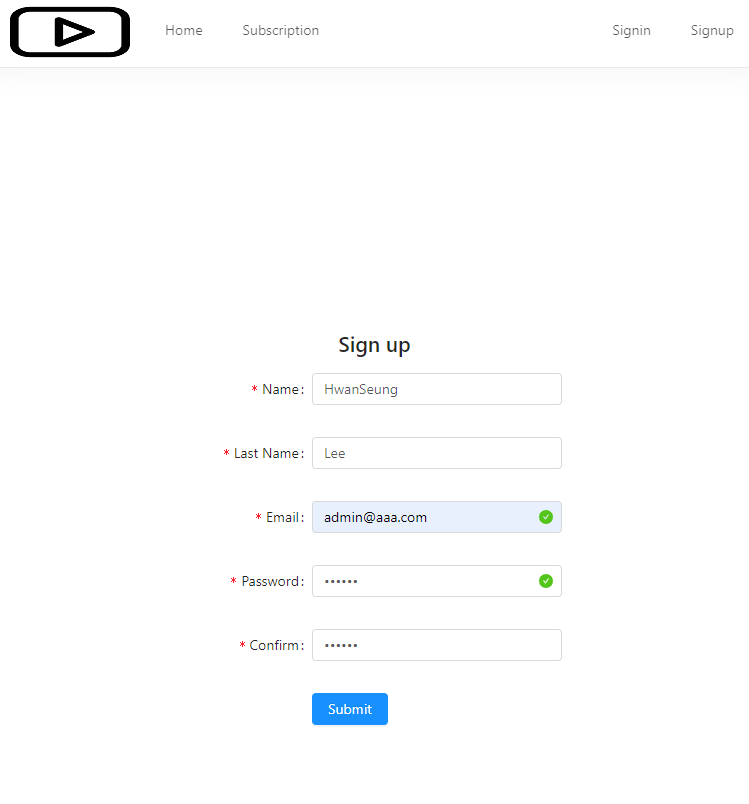 Home Subscription Signin Signup
Sign up
* Name: HwanSeung
* Last Name: Lee
* Email: admin@aaa.com
* Password: ••••••
* Confirm: ••••••
Submit